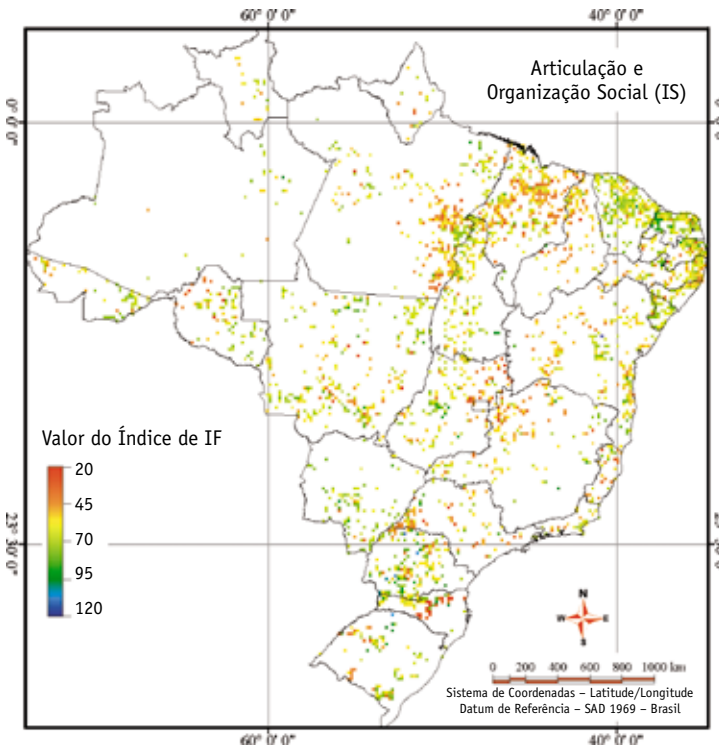 60° 0' 0"
40° 0' 0"
Articulação e
Organização Social (IS)
0° 0' 0"
Valor do Índice de IF
20
45
70
95
120
23° 30' 0"
N
W
E
S
0 200 400 600 800 1000 km
Sistema de Coordenadas – Latitude/Longitude
Datum de Referência – SAD 1969 – Brasil
60° 0' 0"
40° 0' 0"